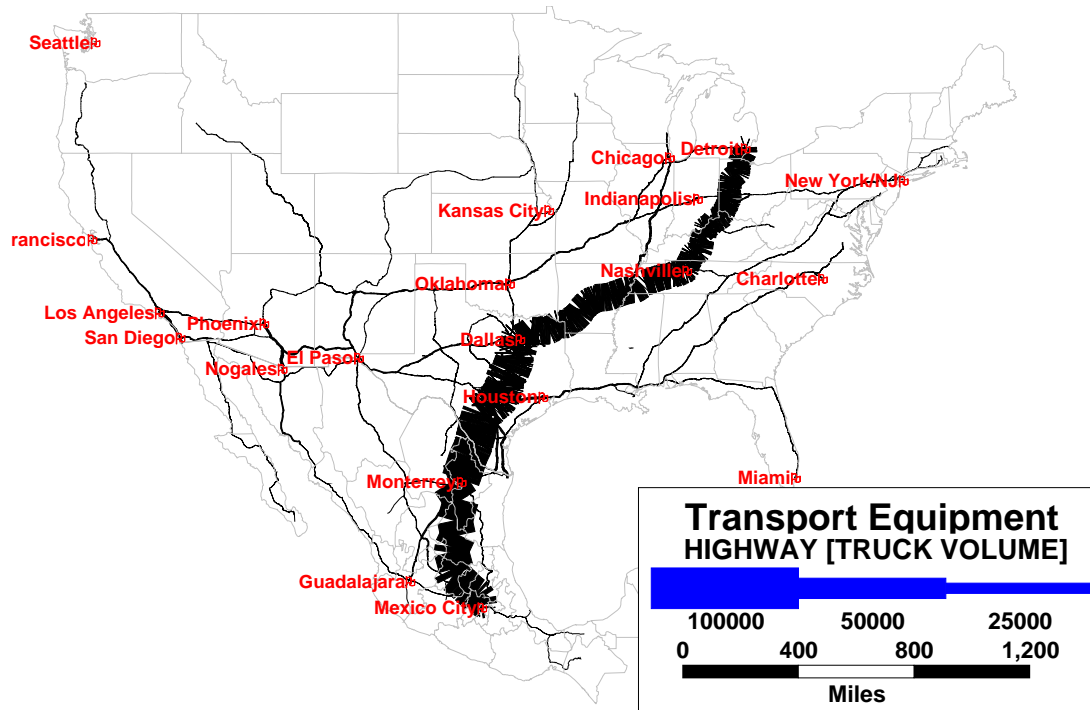 Seattle
Detroit
Chicago
New York/NJ
Indianapolis
Kansas City
rancisco
Nashville
Charlotte
Oklahoma
Los Angeles
Phoenix
San Diego
Dallas
El Paso
Nogales
Houston
Miami
Monterrey
Guadalajara
Mexico City
Transport Equipment
HIGHWAY [TRUCK VOLUME]
100000 50000 25000
0 400 800 1,200
Miles